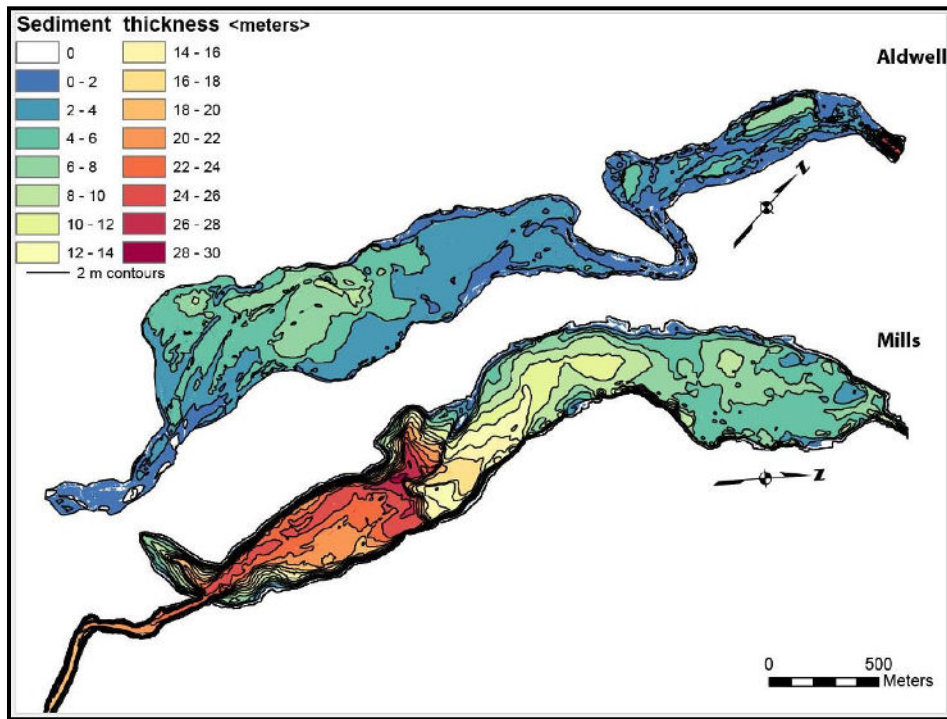 Sediment thickness <meters>
0
0 - 2
2 - 4
4 - 6
6 - 8
8 - 10
10 - 12
12 - 14
14 - 16
16 - 18
18 - 20
20 - 22
22 - 24
24 - 26
26 - 28
28 - 30
2 m contours
Aldwell
N
Mills
N
0 500
Meters